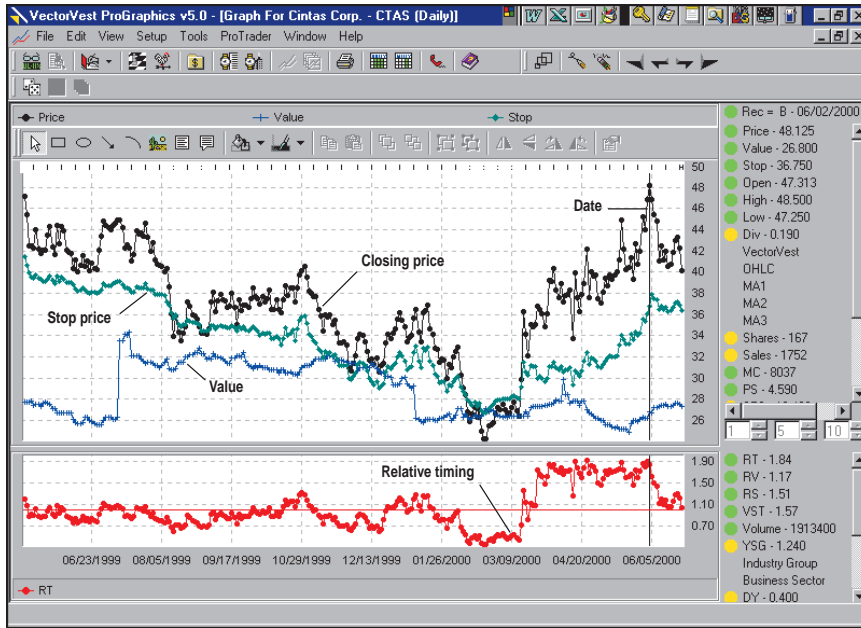 VectorVest ProGraphics v5.0 - [Graph For Cintas Corp. - CTAS (Daily)]
File Edit View Setup Tools ProTrader Window Help
Price Value Stop
50
48
46
44
42
40
38
36
34
32
30
28
26
Date
Closing price
Stop price
Value
Rec = B - 06/02/2000
Price - 48.125
Value - 26.800
Stop - 36.750
Open - 47.313
High - 48.500
Low - 47.250
Div - 0.190
VectorVest
OHLC
MA1
MA2
MA3
Shares - 167
Sales - 1752
MC - 8037
PS - 4.590
1 5 10
Relative timing
1.90
1.50
1.10
0.70
06/23/1999 08/05/1999 09/17/1999 10/29/1999 12/13/1999 01/26/2000 03/09/2000 04/20/2000 06/05/2000
RT
RT - 1.84
RV - 1.17
RS - 1.51
VST - 1.57
Volume - 1913400
YSG - 1.240
Industry Group
Business Sector
DY - 0.400